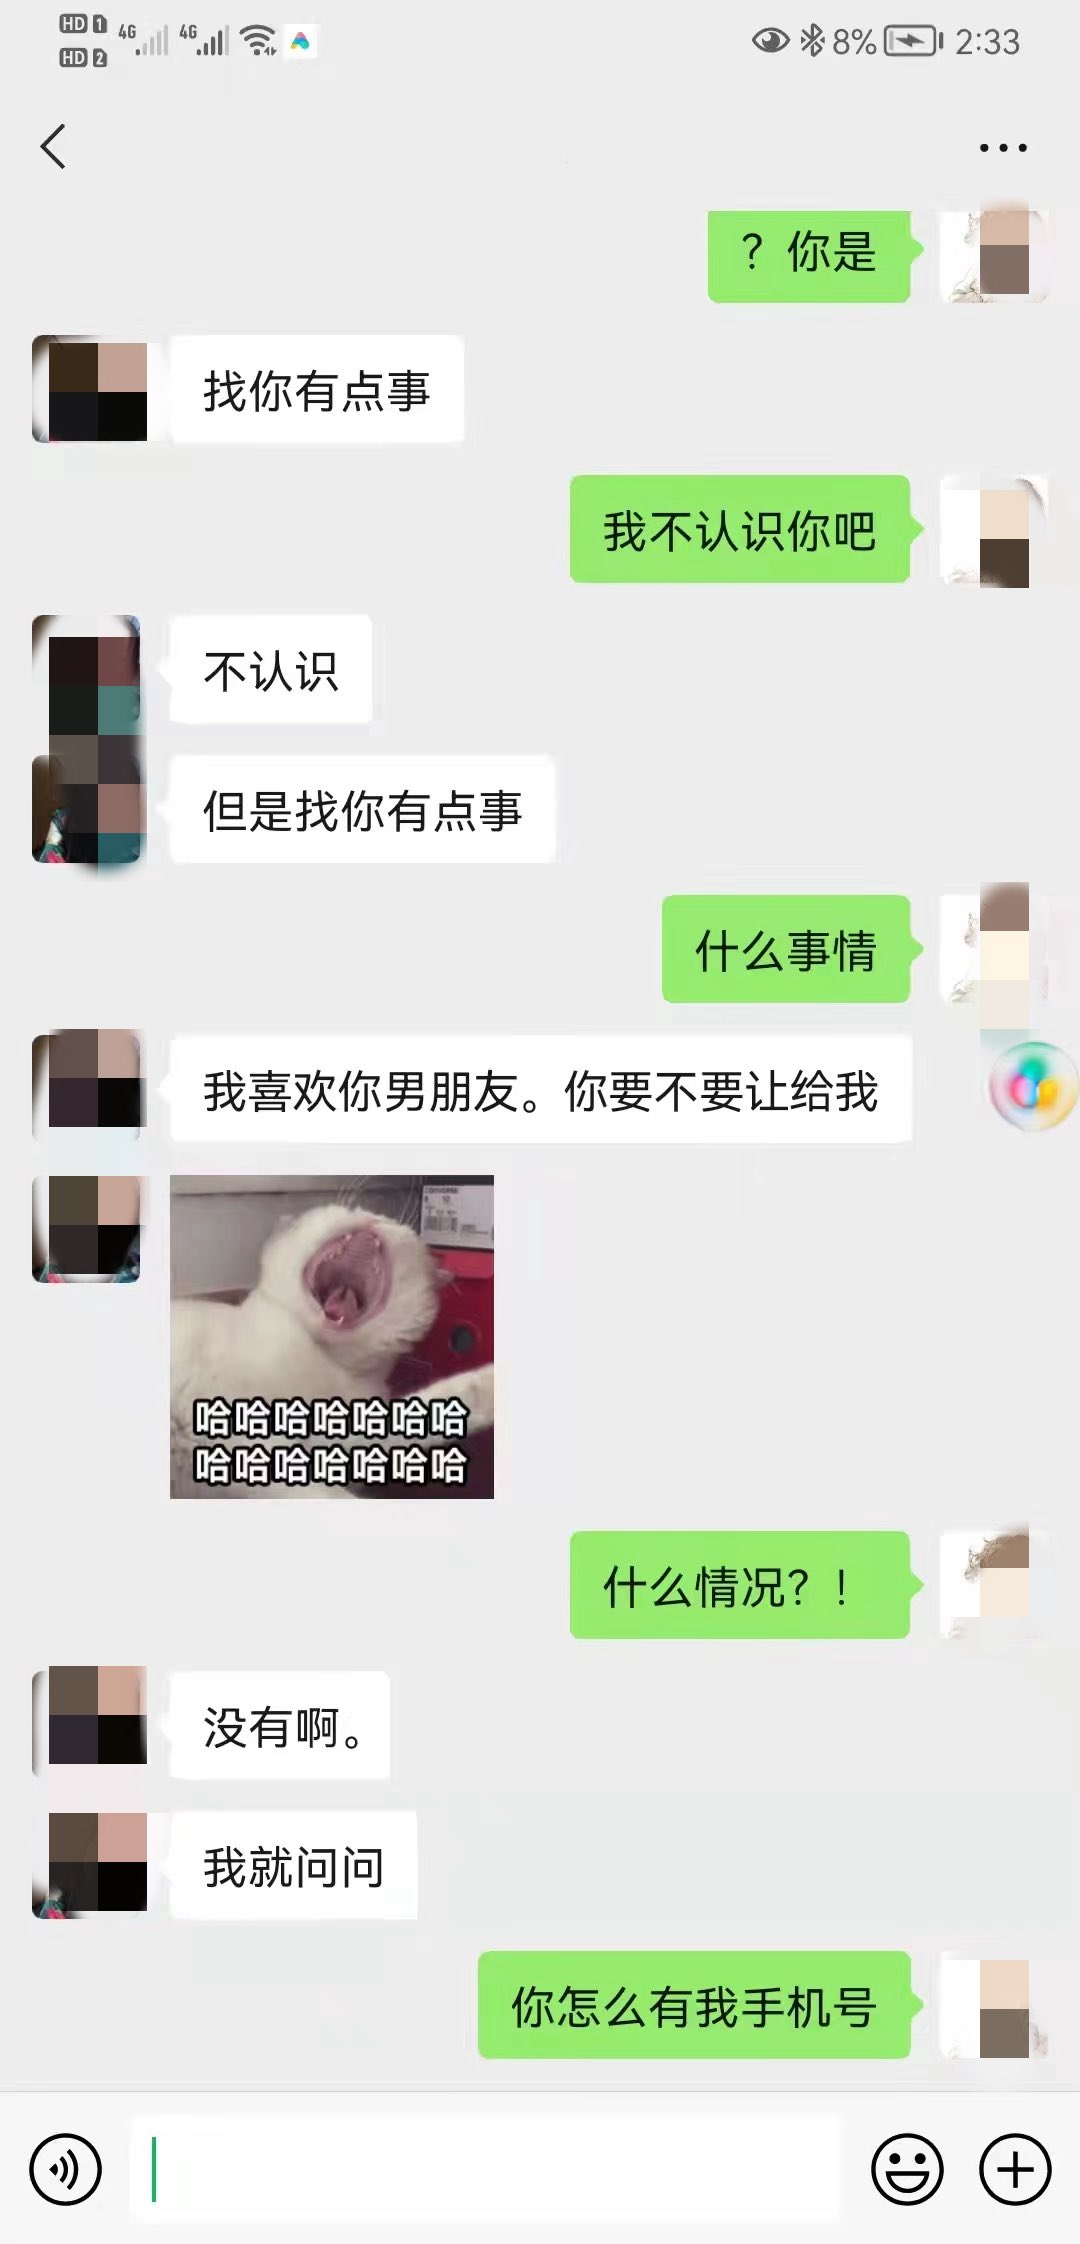 HD 1 4G 4G 8% 2:33
HD 2
？你是
找你有点事
我不认识你吧
不认识
但是找你有点事
什么事情
我喜欢你男朋友。你要不要让给我
CONVERSE
哈哈哈哈哈哈哈
哈哈哈哈哈哈哈
什么情况？！
没有啊。
我就问问
你怎么有我手机号